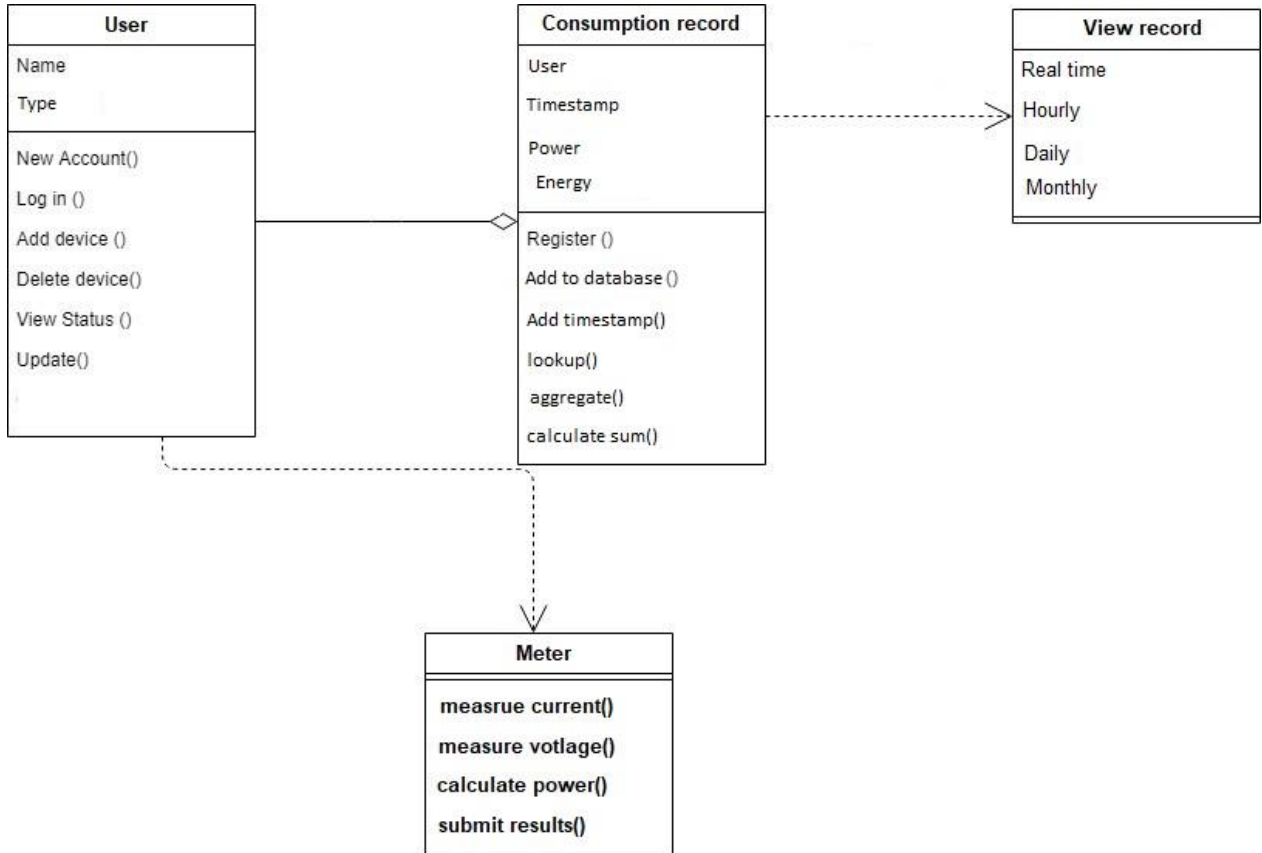 User
Name
Type
New Account()
Log in ()
Add device ()
Delete device()
View Status ()
Update()
Consumption record
User
Timestamp
Power
Energy
Register ()
Add to database ()
Add timestamp()
lookup()
aggregate()
calculate sum()
View record
Real time
Hourly
Daily
Monthly
Meter
measrue current()
measure votlage()
calculate power()
submit results()